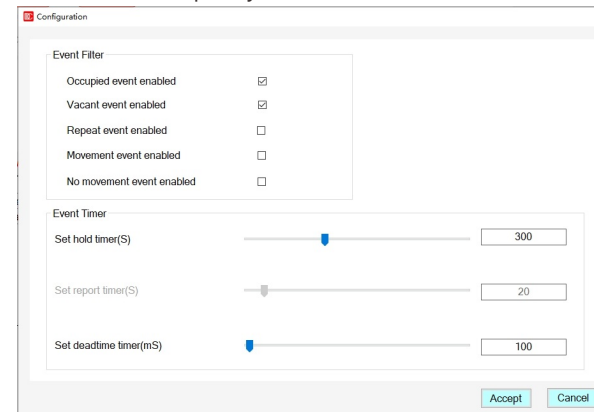 Configuration
Event Filter
Occupied event enabled
Vacant event enabled
Repeat event enabled
Movement event enabled
No movement event enabled
Event Timer
Set hold timer(S) 300
Set report timer(S) 20
Set deadtime timer(mS) 100
Accept Cancel